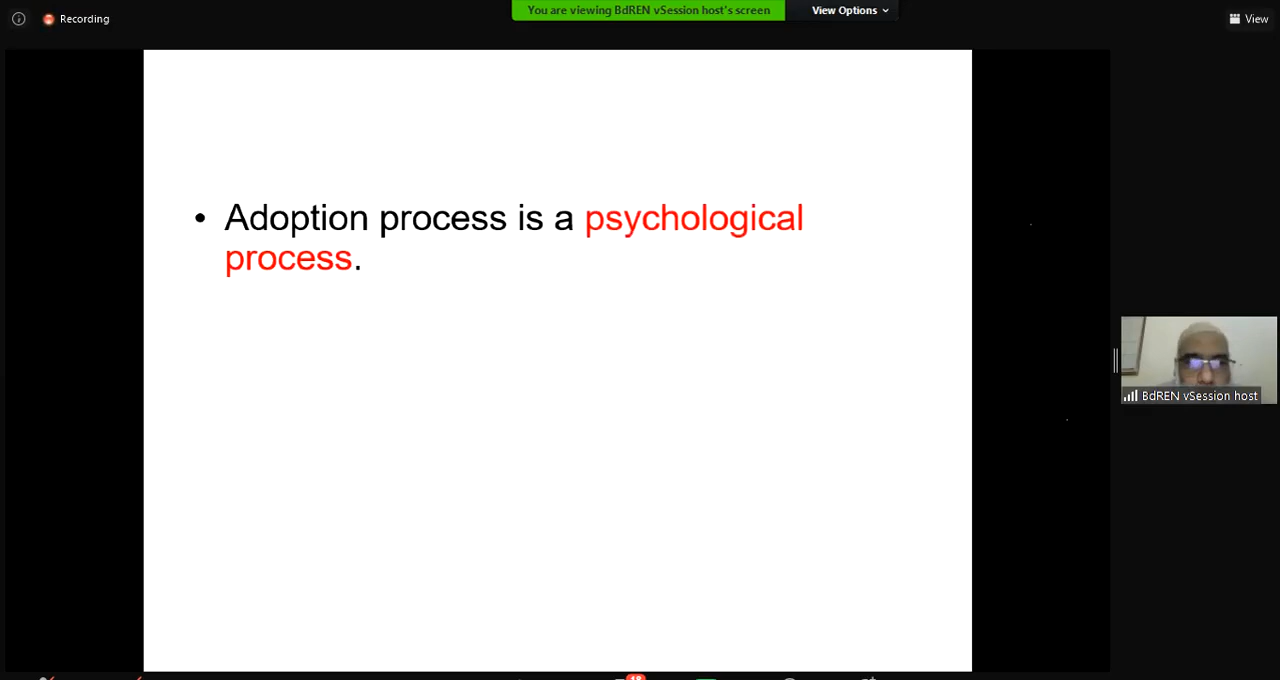 Recording
You are viewing BdREN vSession host's screen
View Options
View
• Adoption process is a psychological
process.
BdREN vSession host
18